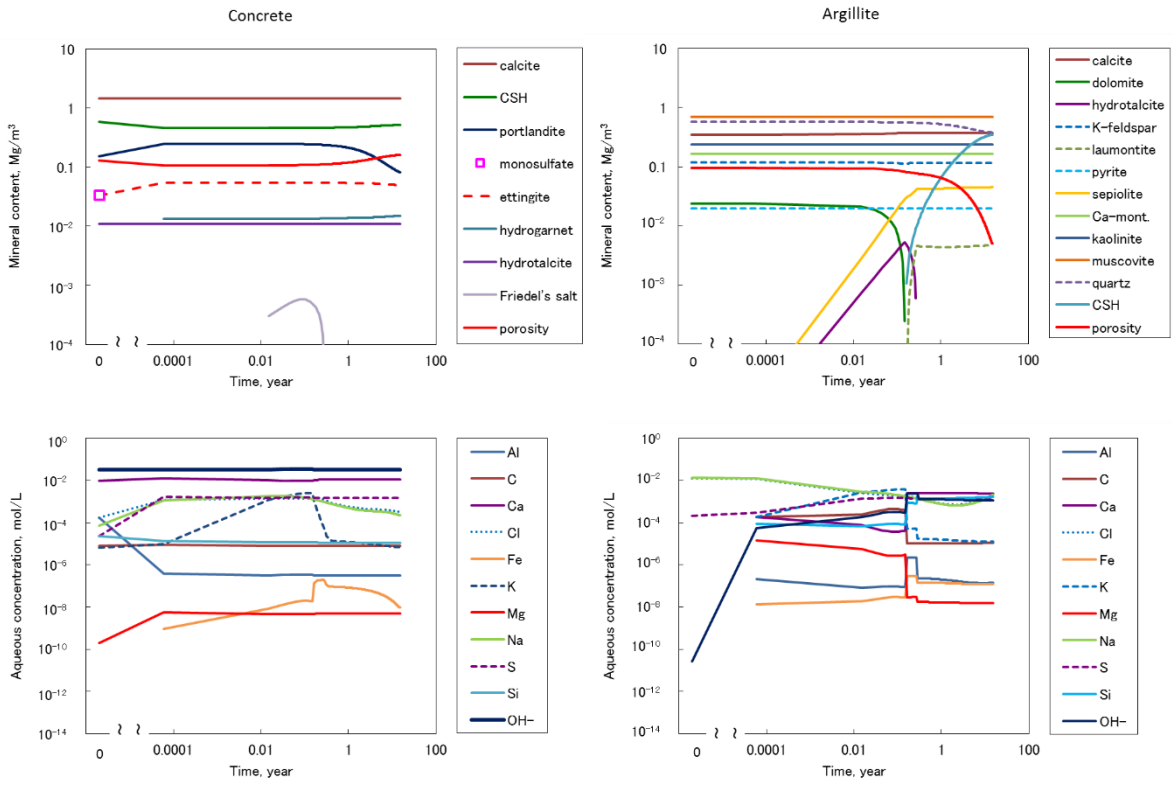 Concrete
Mineral content, Mg/m³
10
1
0.1
0.01
10⁻²
10⁻³
10⁻⁴
0
~ ~
0.0001
0.01
1
100
Time, year
calcite
CSH
portlandite
monosulfate
ettingite
hydrogarnet
hydrotalcite
Friedel's salt
porosity
Argillite
Mineral content, Mg/m³
10
1
0.1
10⁻²
10⁻³
10⁻⁴
0
~ ~
0.0001
0.01
1
100
Time, year
calcite
dolomite
hydrotalcite
K-feldspar
laumontite
pyrite
sepiolite
Ca-mont.
kaolinite
muscovite
quartz
CSH
porosity
Aqueous concentration, mol/L
10⁰
10⁻²
10⁻⁴
10⁻⁶
10⁻⁸
10⁻¹⁰
10⁻¹²
10⁻¹⁴
0
~ ~
0.0001
0.01
1
100
Time, year
Al
C
Ca
Cl
Fe
K
Mg
Na
S
Si
OH-
Aqueous concentration, mol/L
10⁰
10⁻²
10⁻⁴
10⁻⁶
10⁻⁸
10⁻¹⁰
10⁻¹²
10⁻¹⁴
0
~ ~
0.0001
0.01
1
100
Time, year
Al
C
Ca
Cl
Fe
K
Mg
Na
S
Si
OH-